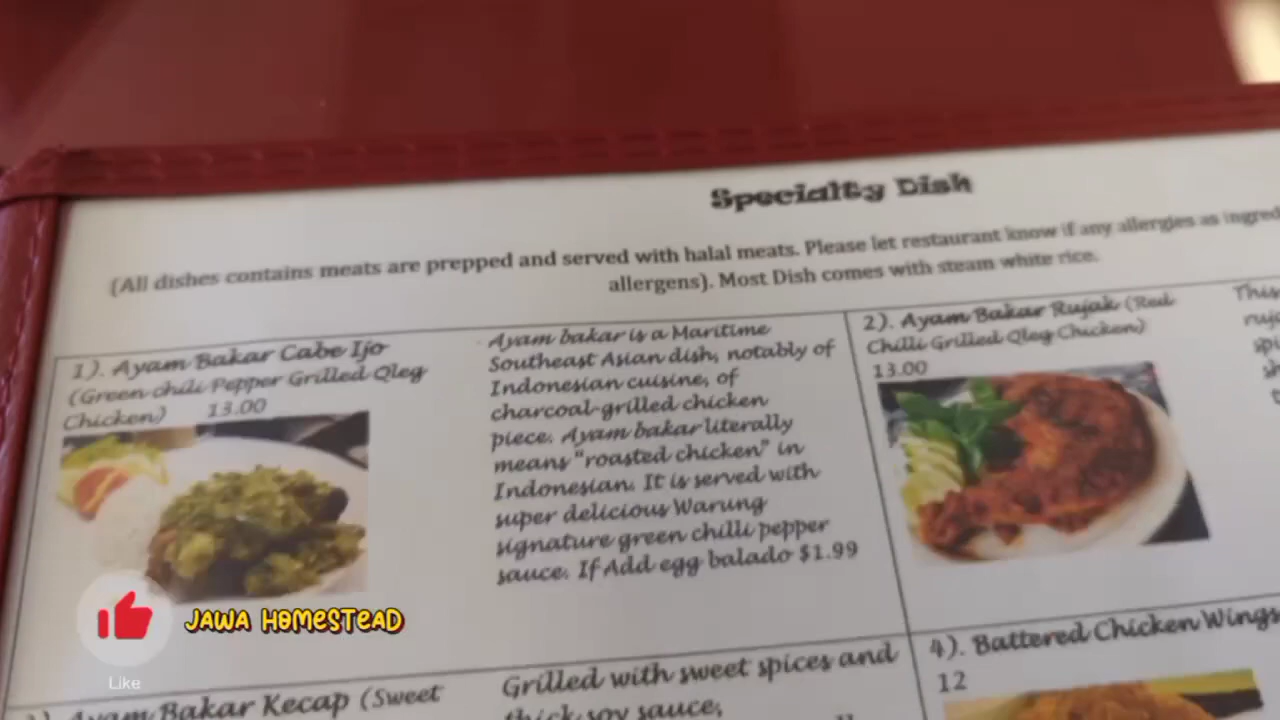 Specialty Dish
(All dishes contains meats are prepped and served with halal meats. Please let restaurant know if any allergies as
allergens). Most Dish comes with steam white rice.
1). Ayam Bakar Cabe Ijo
(Green chili Pepper Grilled Qleg
Chicken) 13.00
Ayam bakar is a Maritime
Southeast Asian dish, notably of
Indonesian cuisine, of
charcoal-grilled chicken
piece. Ayam bakar literally
means "roasted chicken" in
Indonesian. It is served with
super delicious Warung
signature green chilli pepper
sauce. If Add egg balado $1.99
2). Ayam Bakar Rujak (Red
Chilli Grilled Qleg Chicken)
13.00
This
JAWA HOMESTEAD
Like
Ayam Bakar Kecap (Sweet
Grilled with sweet spices and
thick soy sauce,
4). Battered Chicken Wings
12